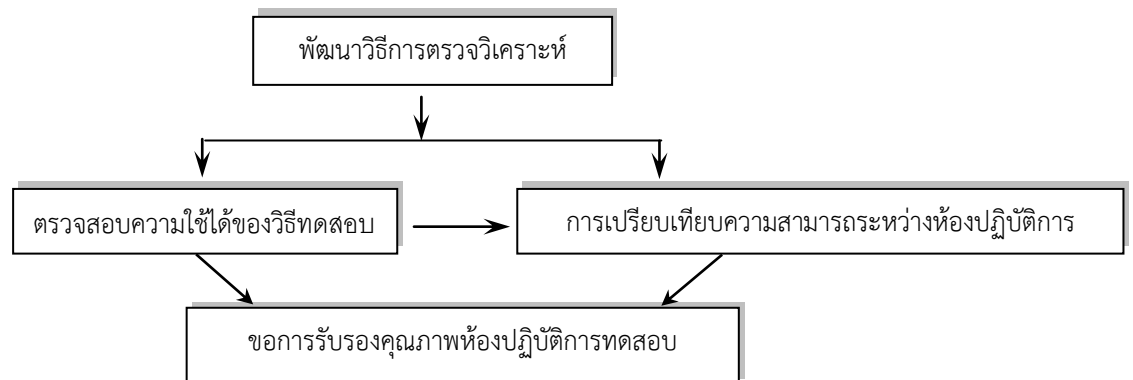 พัฒนาวิธีการตรวจวิเคราะห์
ตรวจสอบความใช้ได้ของวิธีทดสอบ
การเปรียบเทียบความสามารถระหว่างห้องปฏิบัติการ
ขอการรับรองคุณภาพห้องปฏิบัติการทดสอบ